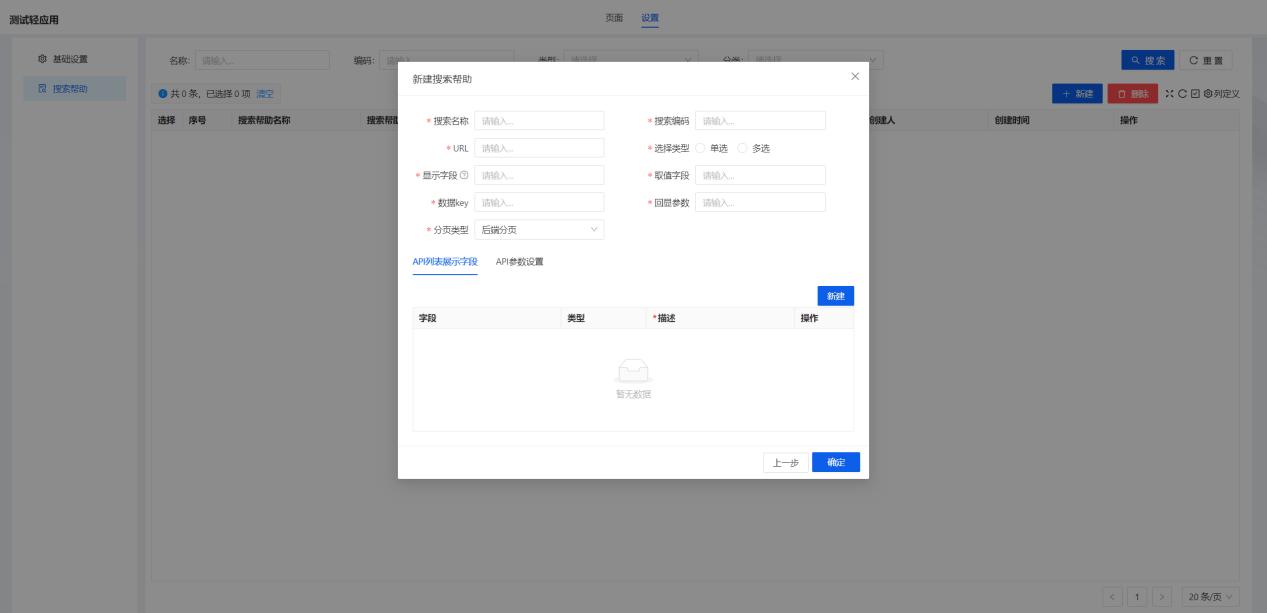 测试轻应用
页面 设置
基础设置
搜索帮助
名称: 请输入... 编码: 请输入... 类型: 请选择 分类: 请选择 搜索 重置
共 0 条，已选择 0 项 清空 + 新建 删除 列定义
选择 序号 搜索帮助名称 搜索帮 创建人 创建时间 操作
新建搜索帮助
* 搜索名称 请输入... * 搜索编码 请输入...
* URL 请输入... * 选择类型 单选 多选
* 显示字段 请输入... * 取值字段 请输入...
* 数据key 请输入... * 回显参数 请输入...
* 分页类型 后端分页
API列表展示字段 API参数设置
新建
字段 类型 *描述 操作
暂无数据
上一步 确定
< 1 > 20 条/页